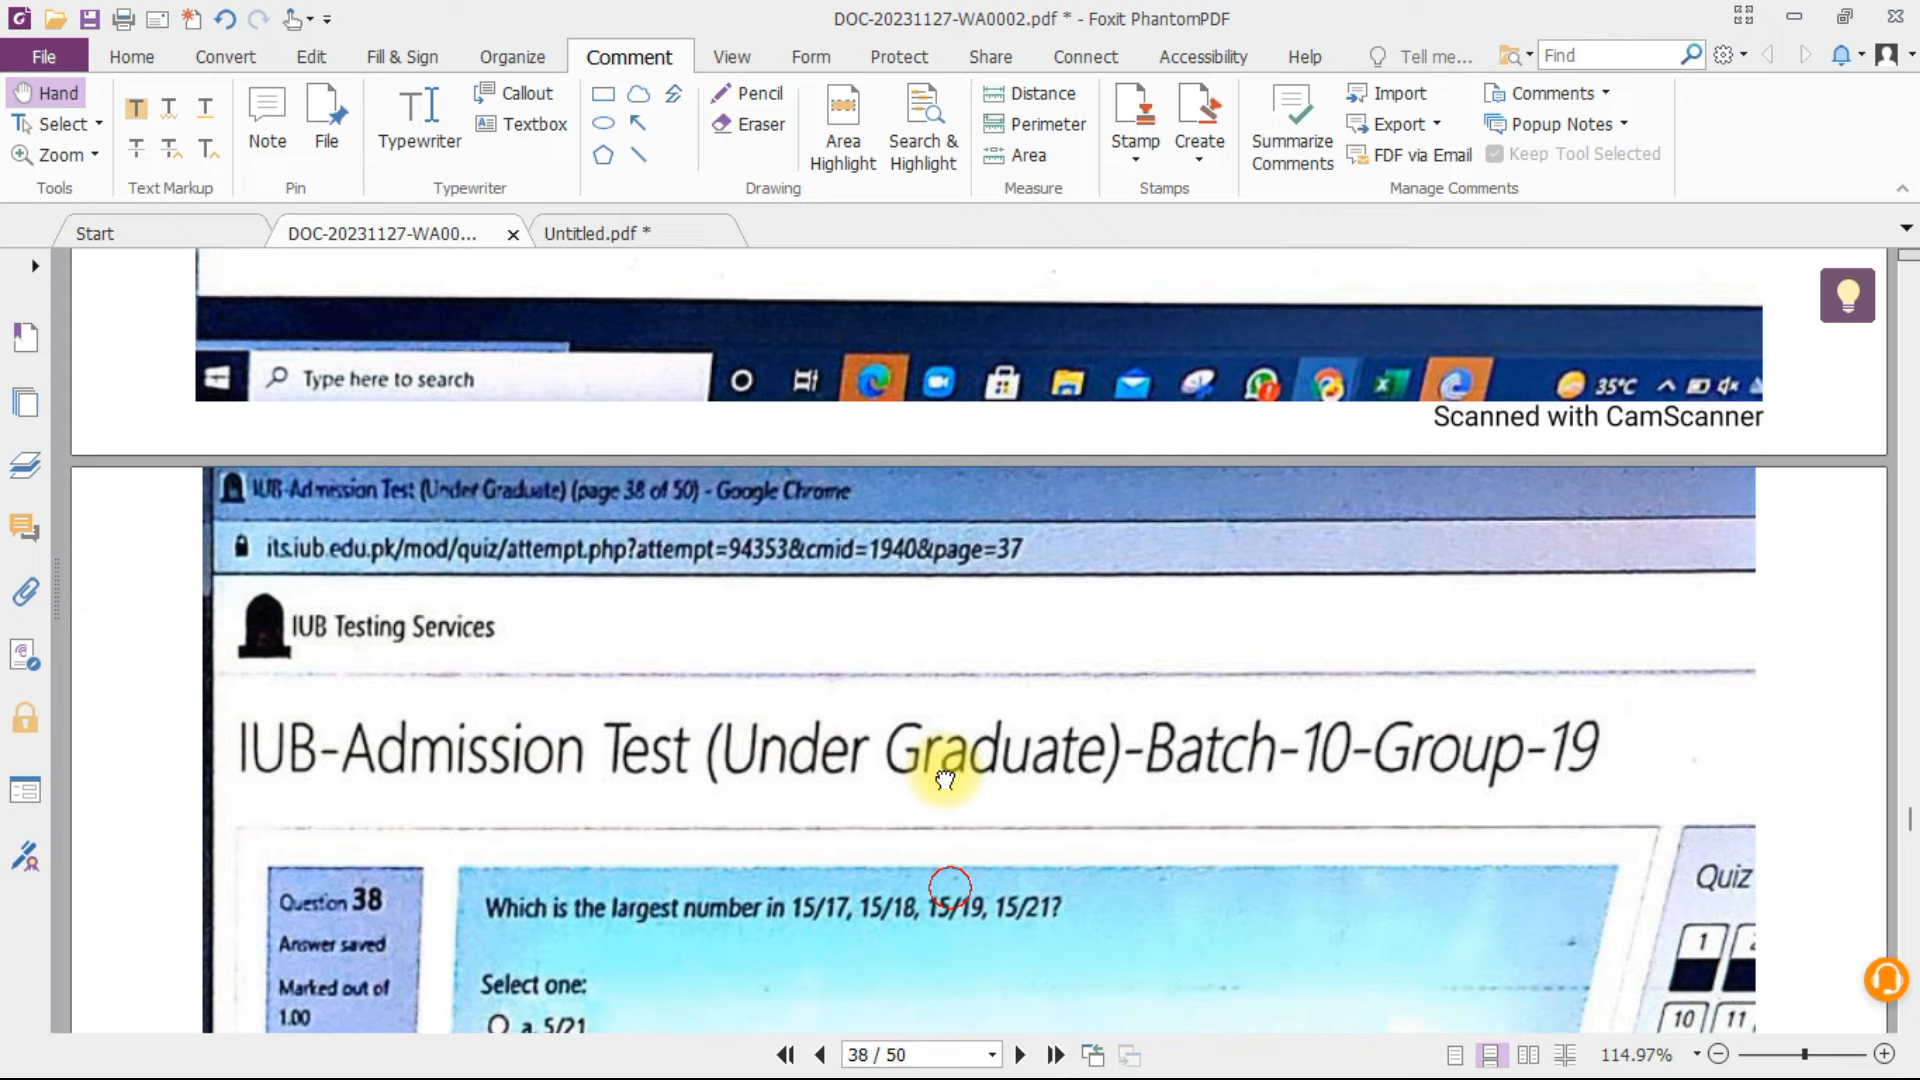 DOC-20231127-WA0002.pdf * - Foxit PhantomPDF
File
Home
Convert
Edit
Fill & Sign
Organize
Comment
View
Form
Protect
Share
Connect
Accessibility
Help
Tell me...
Find
Hand
Select
Zoom
Tools
Text Markup
Note
File
Pin
Typewriter
Callout
Textbox
Typewriter
Pencil
Eraser
Area Highlight
Search & Highlight
Drawing
Distance
Perimeter
Area
Measure
Stamp
Create
Stamps
Summarize Comments
Import
Export
FDF via Email
Comments
Popup Notes
Keep Tool Selected
Manage Comments
Start
DOC-20231127-WA00...
Untitled.pdf *
Type here to search
35°C
Scanned with CamScanner
IUB-Admission Test (Under Graduate) (page 38 of 50) - Google Chrome
its.iub.edu.pk/mod/quiz/attempt.php?attempt=94353&cmid=1940&page=37
IUB Testing Services
IUB-Admission Test (Under Graduate)-Batch-10-Group-19
Question 38
Answer saved
Marked out of
1.00
Which is the largest number in 15/17, 15/18, 15/19, 15/21?
Select one:
a. 5/21
Quiz
1
10
11
38 / 50
114.97%